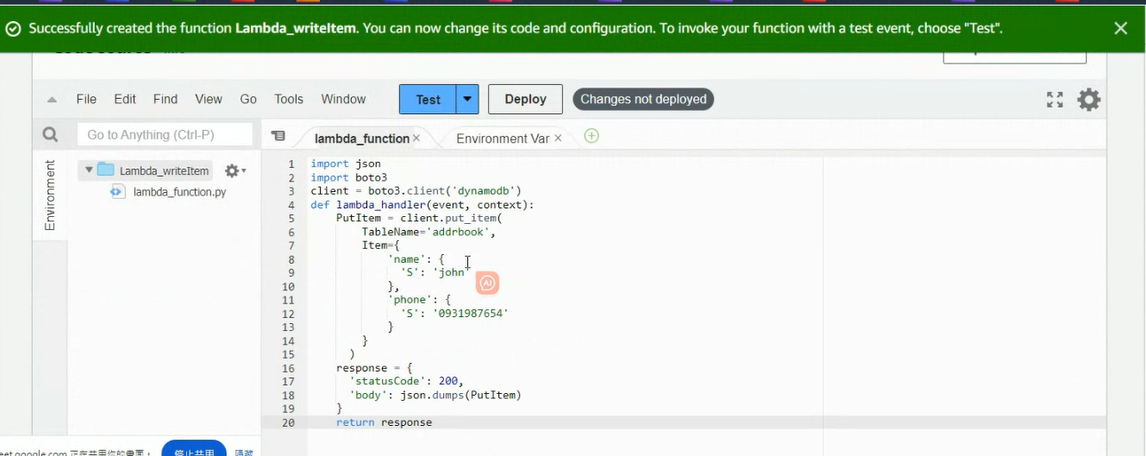 Successfully created the function Lambda_writeItem. You can now change its code and configuration. To invoke your function with a test event, choose "Test".
File Edit Find View Go Tools Window Test Deploy Changes not deployed
Go to Anything (Ctrl-P)
lambda_function Environment Var
Environment
Lambda_writeItem
lambda_function.py
1 import json
2 import boto3
3 client = boto3.client('dynamodb')
4 def lambda_handler(event, context):
5 PutItem = client.put_item(
6 TableName='addrbook',
7 Item={
8 'name': {
9 'S': 'john'
10 },
11 'phone': {
12 'S': '0931987654'
13 }
14 }
15 )
16 response = {
17 'statusCode': 200,
18 'body': json.dumps(PutItem)
19 }
20 return response
AI
eet.google.com 正在共用你的畫面。 停止共用 隱藏